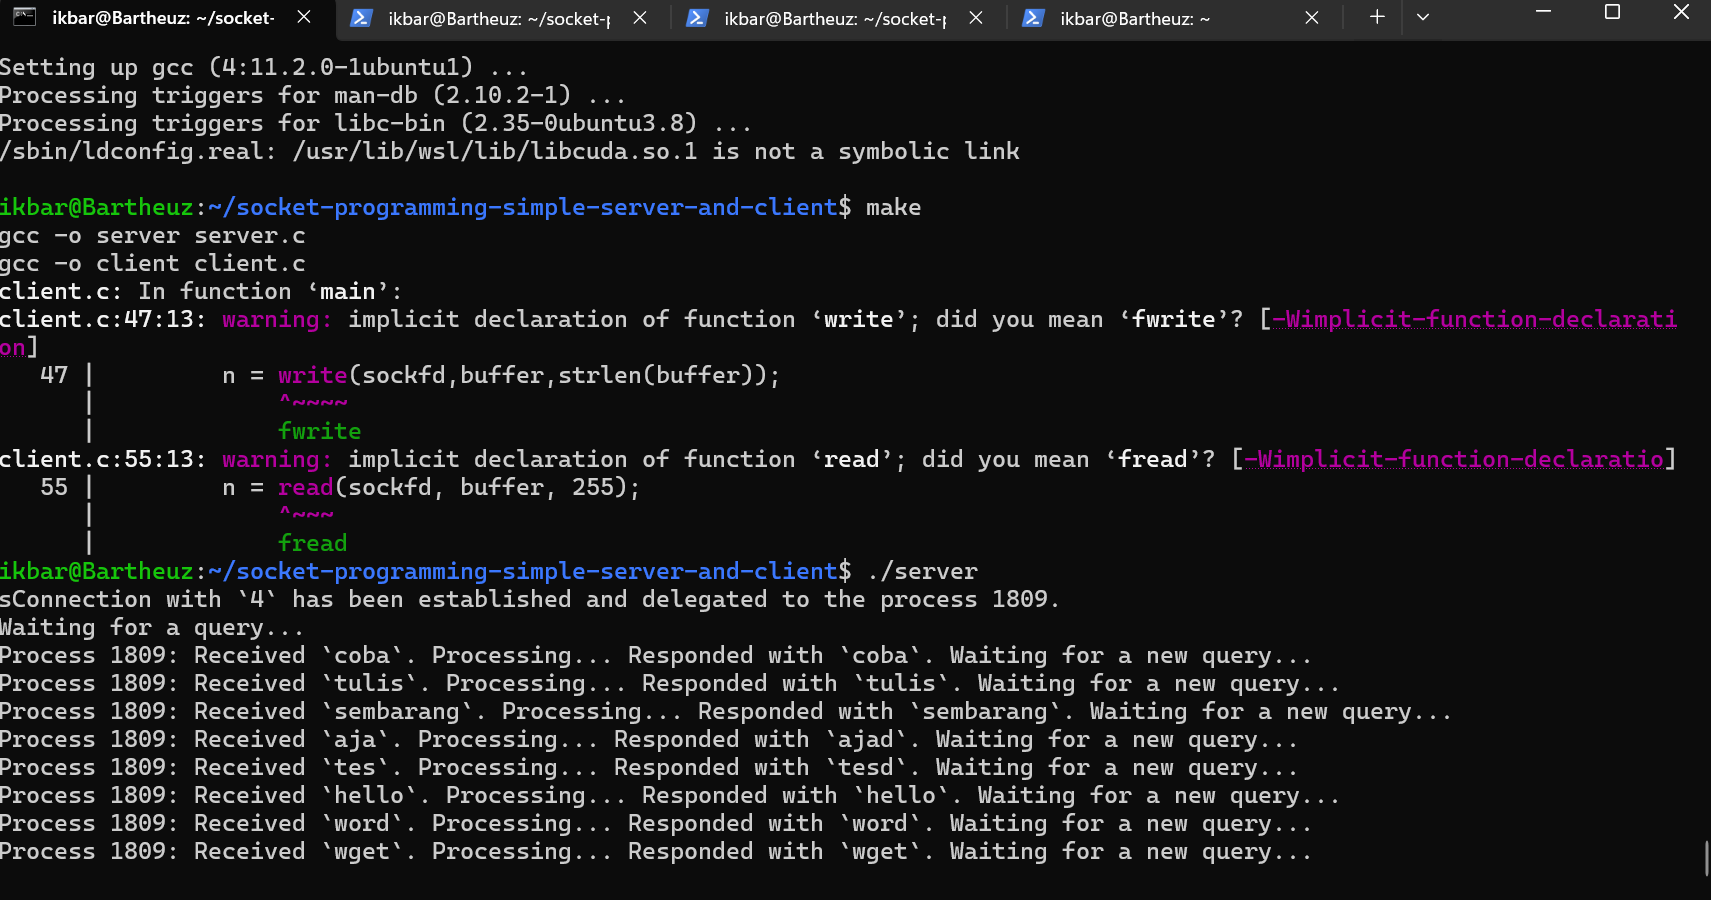 ikbar@Bartheuz: ~/socket-
ikbar@Bartheuz: ~/socket-p
ikbar@Bartheuz: ~/socket-p
ikbar@Bartheuz: ~
Setting up gcc (4:11.2.0-1ubuntu1) ...
Processing triggers for man-db (2.10.2-1) ...
Processing triggers for libc-bin (2.35-0ubuntu3.8) ...
/sbin/ldconfig.real: /usr/lib/wsl/lib/libcuda.so.1 is not a symbolic link
ikbar@Bartheuz:~/socket-programming-simple-server-and-client$ make
gcc -o server server.c
gcc -o client client.c
client.c: In function ‘main’:
client.c:47:13: warning: implicit declaration of function ‘write’; did you mean ‘fwrite’? [-Wimplicit-function-declarati
on]
   47 |         n = write(sockfd,buffer,strlen(buffer));
      |             ^~~~~
      |             fwrite
client.c:55:13: warning: implicit declaration of function ‘read’; did you mean ‘fread’? [-Wimplicit-function-declaratio]
   55 |         n = read(sockfd, buffer, 255);
      |             ^~~~
      |             fread
ikbar@Bartheuz:~/socket-programming-simple-server-and-client$ ./server
sConnection with `4` has been established and delegated to the process 1809.
Waiting for a query...
Process 1809: Received `coba`. Processing... Responded with `coba`. Waiting for a new query...
Process 1809: Received `tulis`. Processing... Responded with `tulis`. Waiting for a new query...
Process 1809: Received `sembarang`. Processing... Responded with `sembarang`. Waiting for a new query...
Process 1809: Received `aja`. Processing... Responded with `ajad`. Waiting for a new query...
Process 1809: Received `tes`. Processing... Responded with `tesd`. Waiting for a new query...
Process 1809: Received `hello`. Processing... Responded with `hello`. Waiting for a new query...
Process 1809: Received `word`. Processing... Responded with `word`. Waiting for a new query...
Process 1809: Received `wget`. Processing... Responded with `wget`. Waiting for a new query...